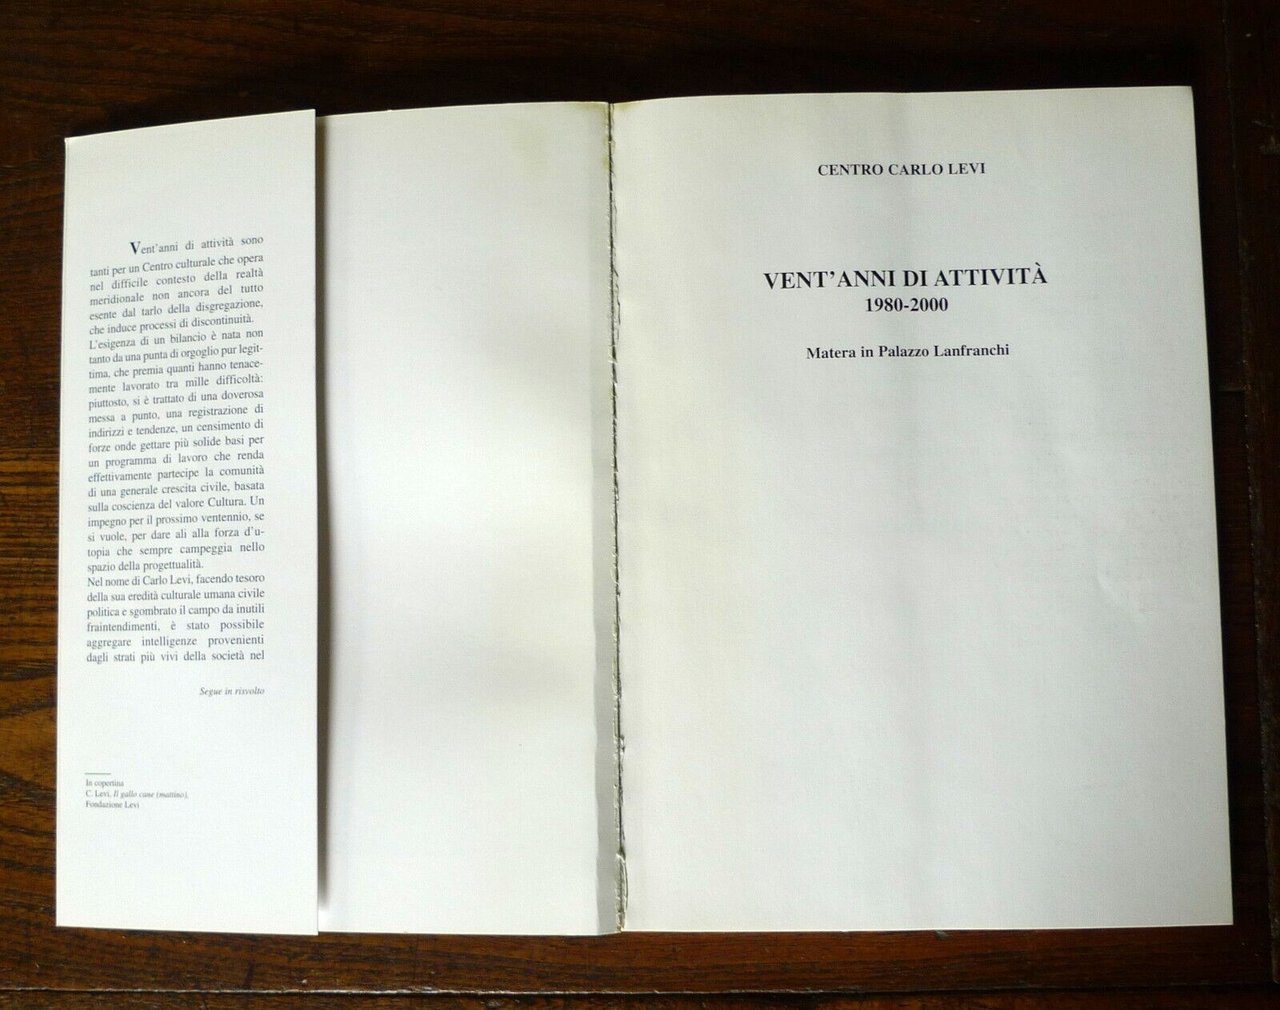 Vent'anni di attività sono
tanti per un Centro culturale che opera
nel difficile contesto della realtà
meridionale non ancora del tutto
esente dal tarlo della disgregazione,
che induce processi di discontinuità.
L'esigenza di un bilancio è nata non
tanto da una punta di orgoglio pur legit-
tima, che premia quanti hanno tenace-
mente lavorato tra mille difficoltà:
piuttosto, si è trattato di una doverosa
messa a punto, una registrazione di
indirizzi e tendenze, un censimento di
forze onde gettare più solide basi per
un programma di lavoro che renda
effettivamente partecipe la comunità
di una generale crescita civile, basata
sulla coscienza del valore Cultura. Un
impegno per il prossimo ventennio, se
si vuole, per dare ali alla forza d'u-
topia che sempre campeggia nello
spazio della progettualità.
Nel nome di Carlo Levi, facendo tesoro
della sua eredità culturale umana civile
politica e sgombrato il campo da inutili
fraintendimenti, è stato possibile
aggregare intelligenze provenienti
dagli strati più vivi della società nel
Segue in risvolto
In copertina
C. Levi, Il gallo cane (mattino),
Fondazione Levi
CENTRO CARLO LEVI
VENT'ANNI DI ATTIVITÀ
1980-2000
Matera in Palazzo Lanfranchi